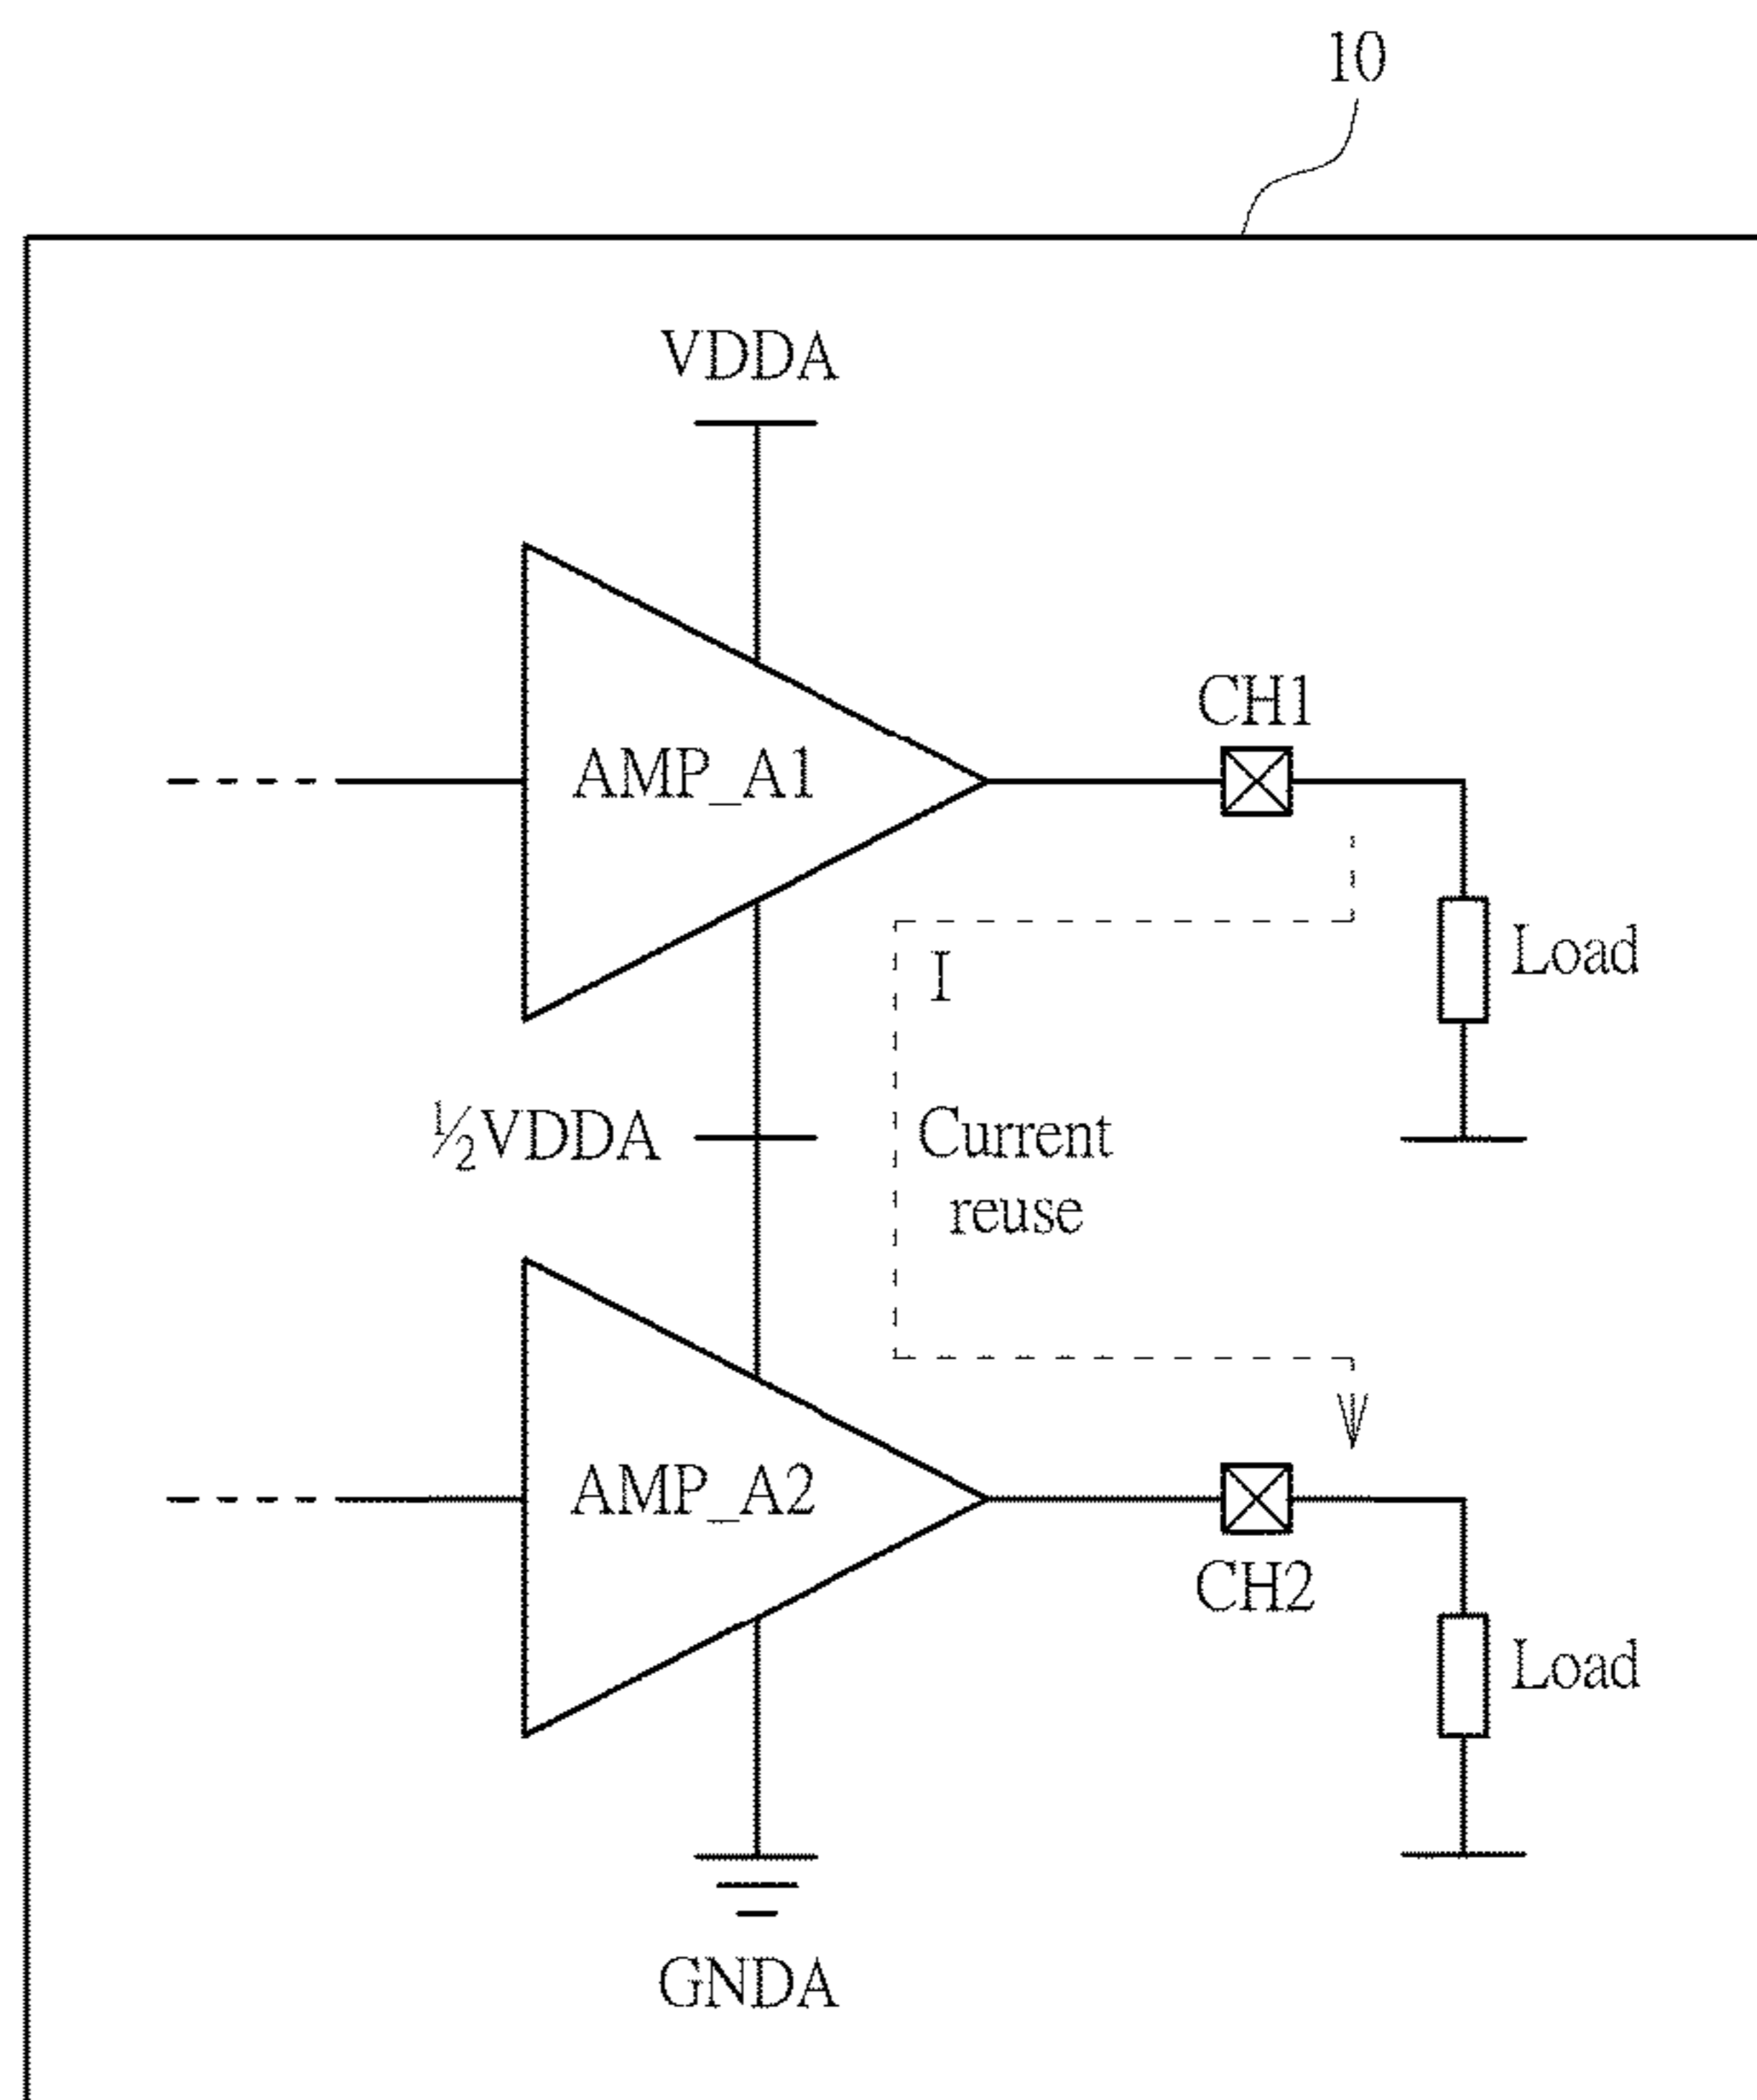 10
VDDA
CH1
AMP_A1
Load
I
½VDDA
Current
reuse
AMP_A2
CH2
Load
GNDA